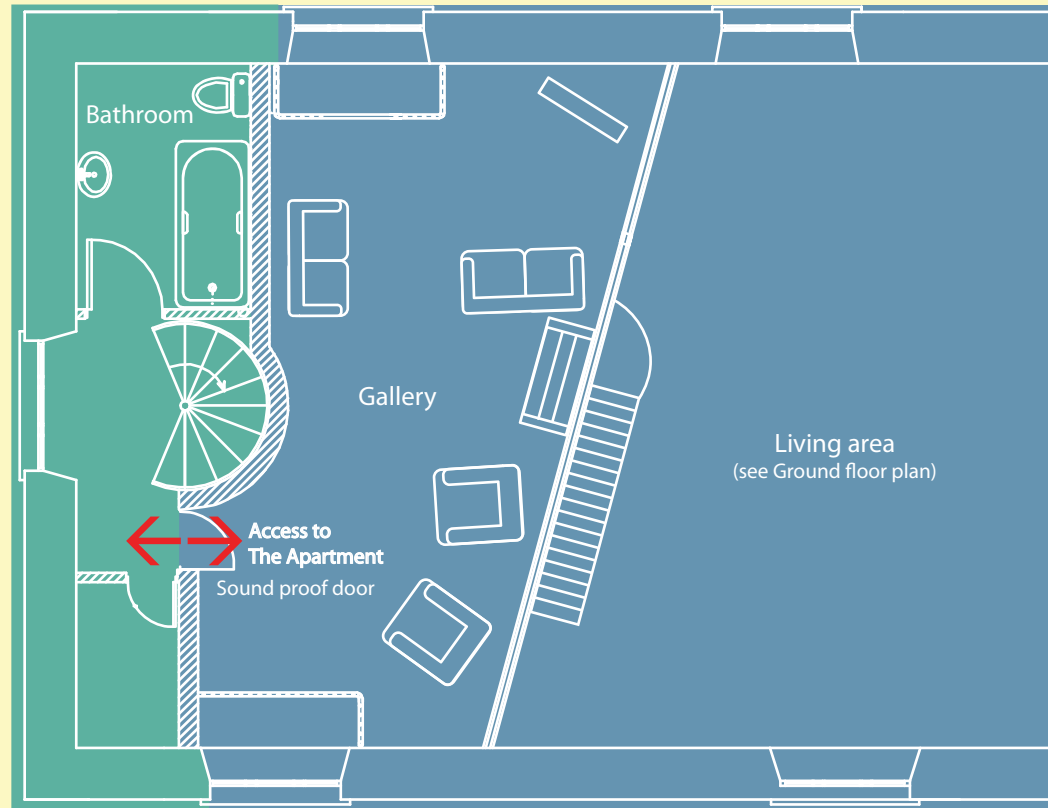 Bathroom
Gallery
Living area
(see Ground floor plan)
Access to
The Apartment
Sound proof door